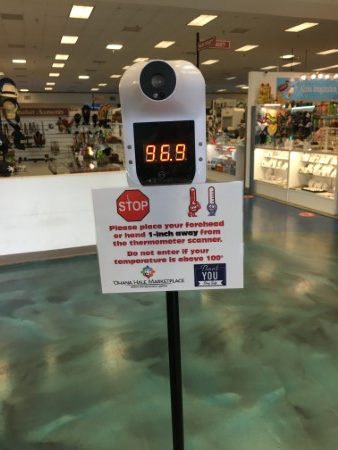 96.9
STOP
Please place your forehead
or hand 1-inch away from
the thermometer scanner.
Do not enter if your
temperature is above 100°
'OHANA HALE MARKETPLACE
Thank
YOU